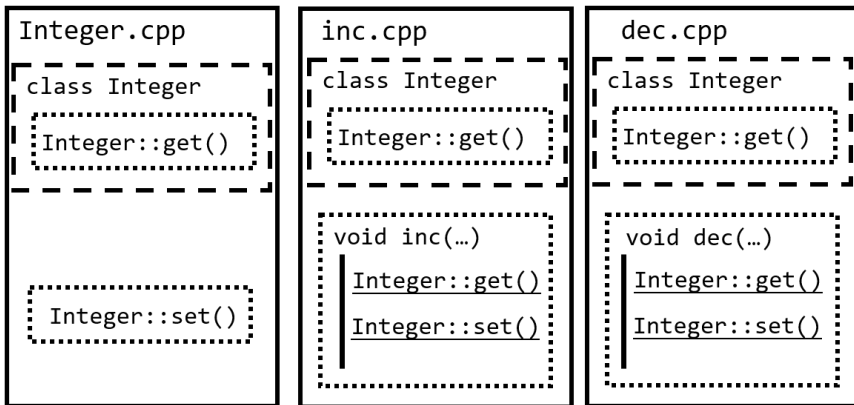 Integer.cpp
class Integer
Integer::get()
Integer::set()
inc.cpp
class Integer
Integer::get()
void inc(…)
Integer::get()
Integer::set()
dec.cpp
class Integer
Integer::get()
void dec(…)
Integer::get()
Integer::set()